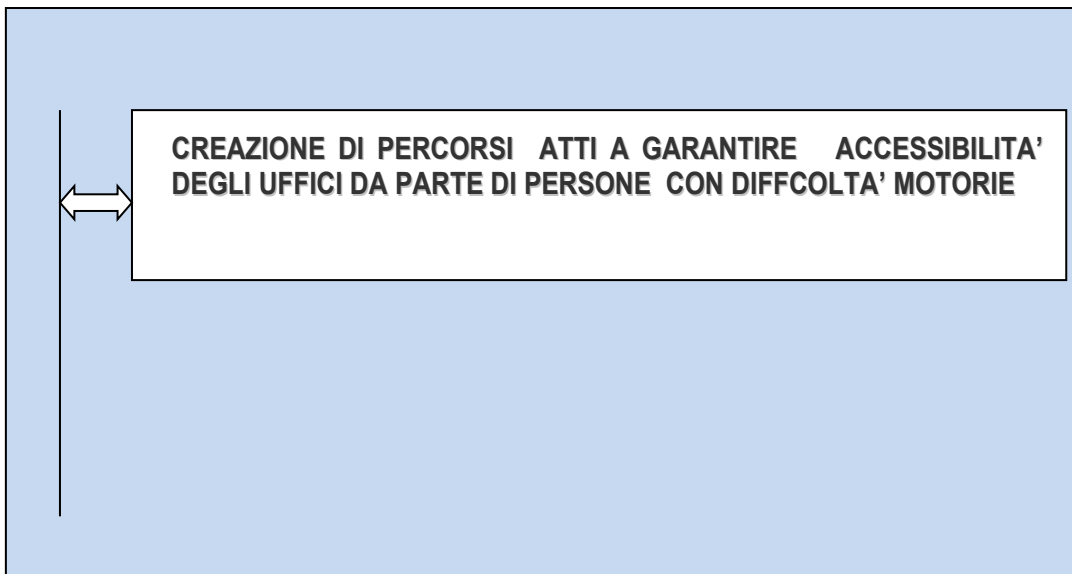 CREAZIONE DI PERCORSI ATTI A GARANTIRE ACCESSIBILITA’
DEGLI UFFICI DA PARTE DI PERSONE CON DIFFCOLTA’ MOTORIE